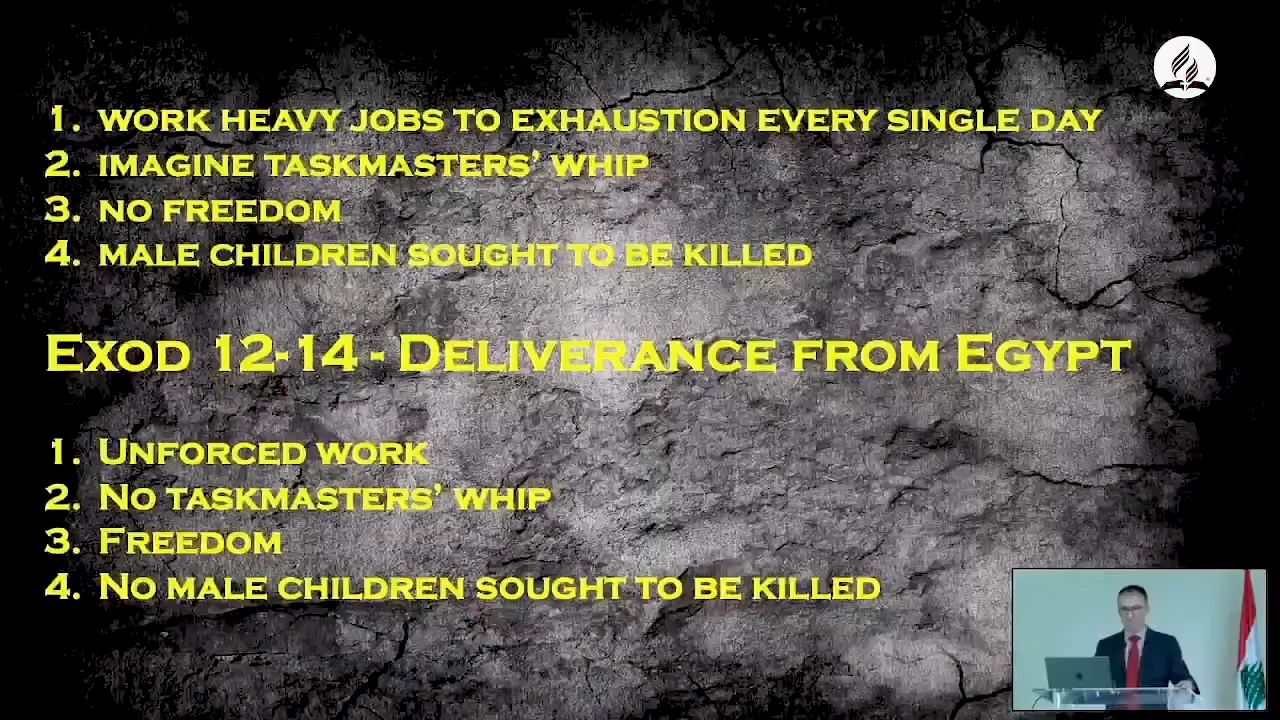 1. WORK HEAVY JOBS TO EXHAUSTION EVERY SINGLE DAY
2. IMAGINE TASKMASTERS’ WHIP
3. NO FREEDOM
4. MALE CHILDREN SOUGHT TO BE KILLED
EXOD 12-14 - DELIVERANCE FROM EGYPT
1. UNFORCED WORK
2. NO TASKMASTERS’ WHIP
3. FREEDOM
4. NO MALE CHILDREN SOUGHT TO BE KILLED